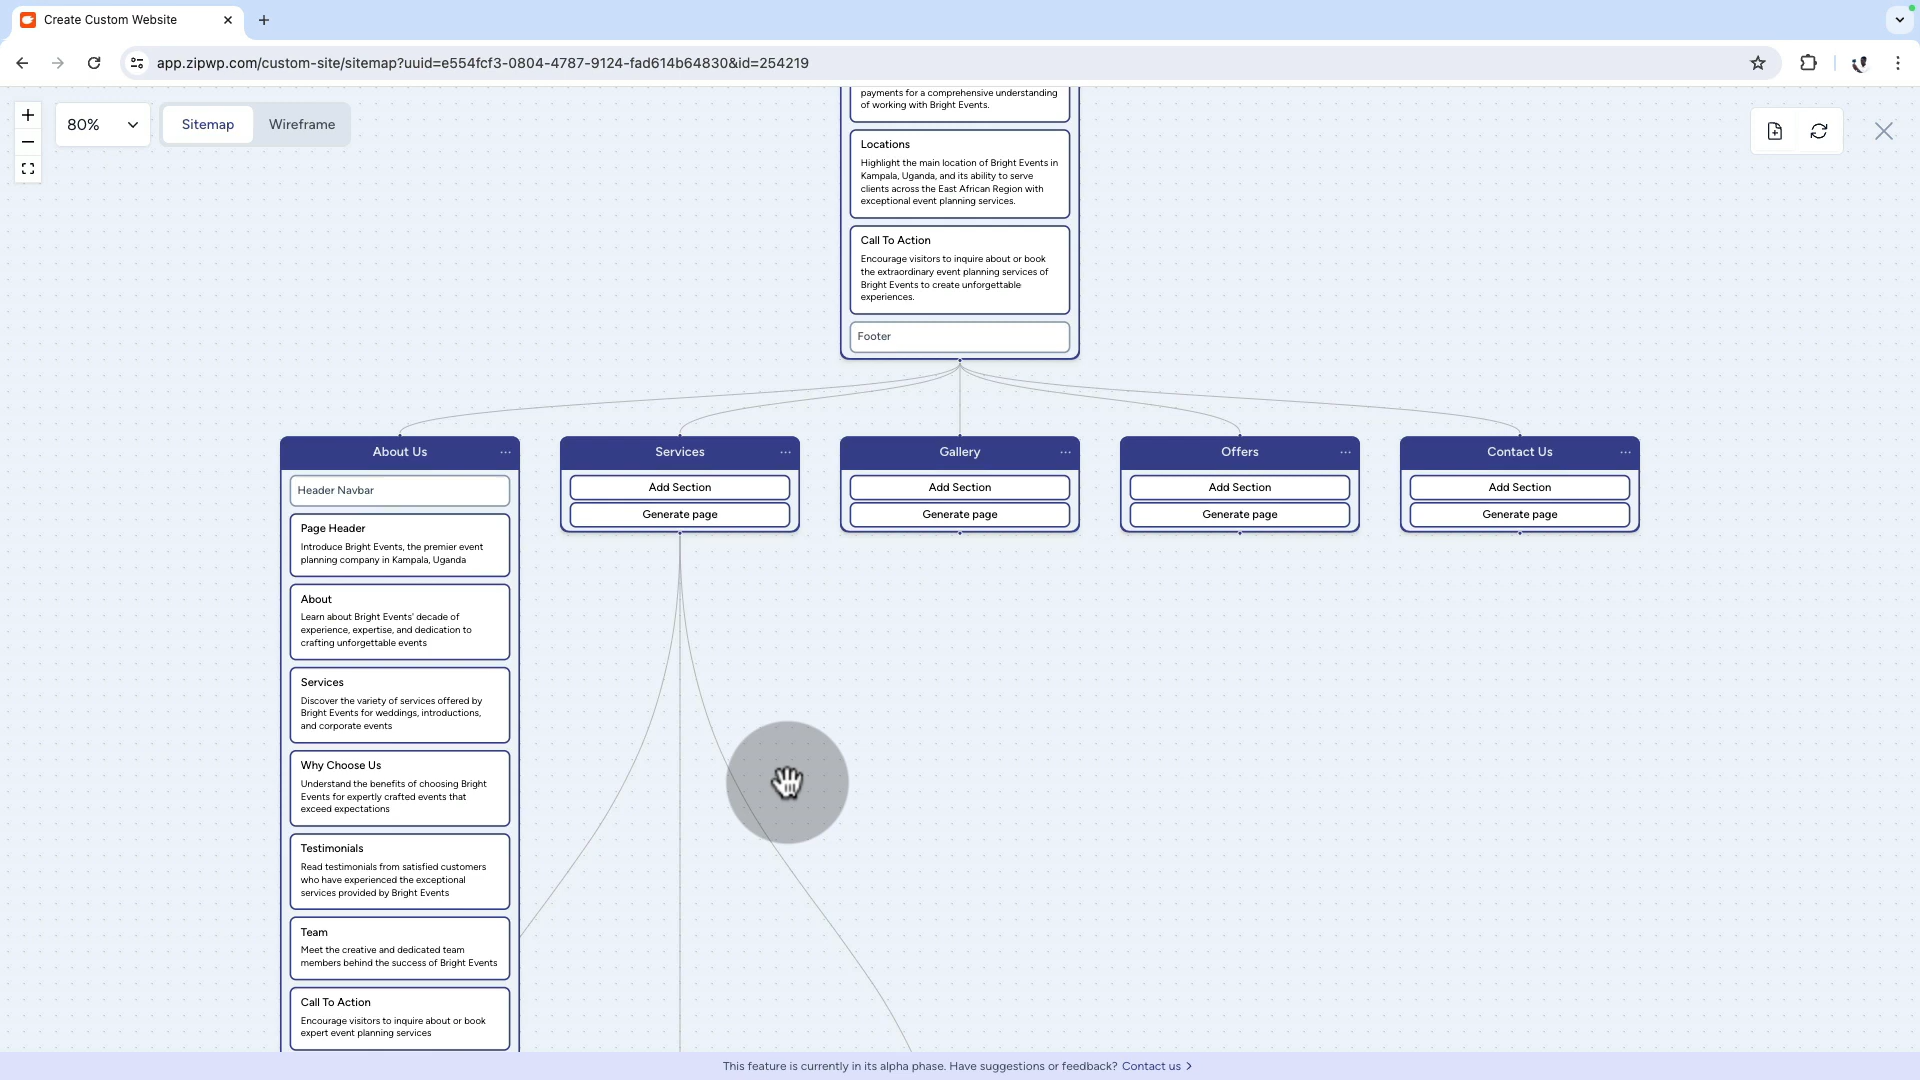 Create Custom Website
app.zipwp.com/custom-site/sitemap?uuid=e554fcf3-0804-4787-9124-fad614b64830&id=254219
80%
Sitemap
Wireframe
payments for a comprehensive understanding
of working with Bright Events.
Locations
Highlight the main location of Bright Events in
Kampala, Uganda, and its ability to serve
clients across the East African Region with
exceptional event planning services.
Call To Action
Encourage visitors to inquire about or book
the extraordinary event planning services of
Bright Events to create unforgettable
experiences.
Footer
About Us
Header Navbar
Page Header
Introduce Bright Events, the premier event
planning company in Kampala, Uganda
About
Learn about Bright Events' decade of
experience, expertise, and dedication to
crafting unforgettable events
Services
Discover the variety of services offered by
Bright Events for weddings, introductions,
and corporate events
Why Choose Us
Understand the benefits of choosing Bright
Events for expertly crafted events that
exceed expectations
Testimonials
Read testimonials from satisfied customers
who have experienced the exceptional
services provided by Bright Events
Team
Meet the creative and dedicated team
members behind the success of Bright Events
Call To Action
Encourage visitors to inquire about or book
expert event planning services
Services
Add Section
Generate page
Gallery
Add Section
Generate page
Offers
Add Section
Generate page
Contact Us
Add Section
Generate page
This feature is currently in its alpha phase. Have suggestions or feedback? Contact us